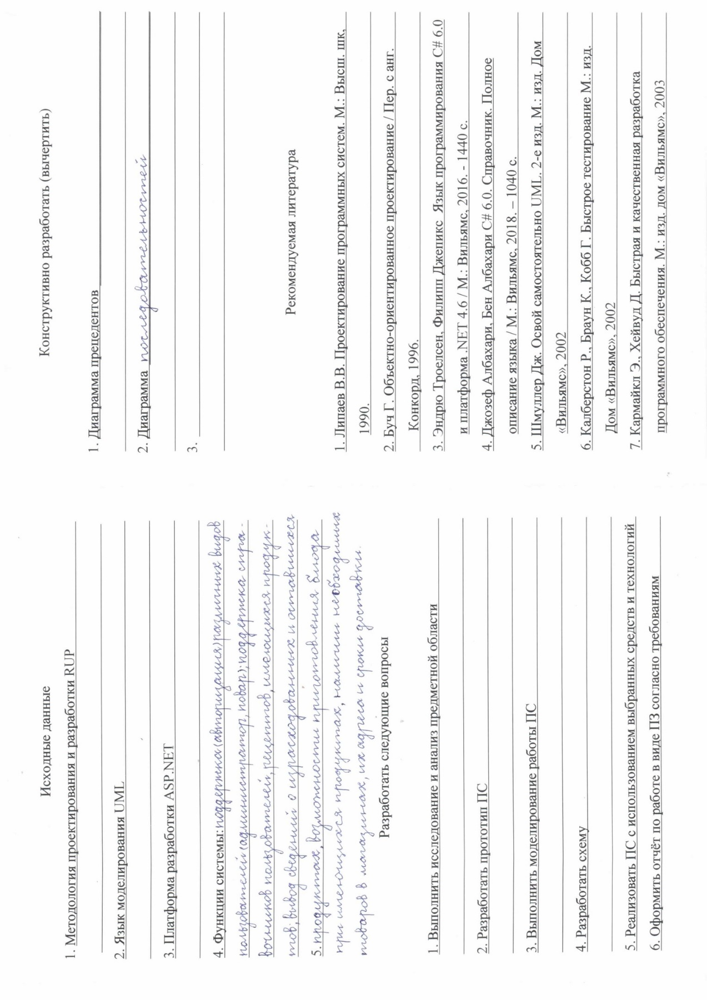 Исходные данные
1. Методология проектирования и разработки RUP
2. Язык моделирования UML
3. Платформа разработки ASP.NET
4. Функции системы: поддержка (авторизация) различных видов
пользователей (администратор, повар); поддержка спра-
вочников пользователей, рецептов, имеющихся продук-
тов; вывод сведений о израсходованных и оставшихся
5. продуктах, возможности приготовления блюда
при имеющихся продуктах, наличии необходимых
товаров в магазинах, их адреса и сроки доставки.
Разработать следующие вопросы
1. Выполнить исследование и анализ предметной области
2. Разработать прототип ПС
3. Выполнить моделирование работы ПС
4. Разработать схему
5. Реализовать ПС с использованием выбранных средств и технологий
6. Оформить отчёт по работе в виде ПЗ согласно требованиям
Конструктивно разработать (вычертить)
1. Диаграмма прецедентов
2. Диаграмма последовательностей
3.
Рекомендуемая литература
1. Липаев В.В. Проектирование программных систем. М.: Высш. шк,
1990.
2. Буч Г. Объектно-ориентированное проектирование / Пер. с анг.
Конкорд, 1996.
3. Эндрю Троелсен, Филипп Джепикс Язык программирования C# 6.0
и платформа .NET 4.6 / М.: Вильямс, 2016. - 1440 с.
4. Джозеф Албахари, Бен Албахари C# 6.0. Справочник. Полное
описание языка / М.: Вильямс, 2018. – 1040 с.
5. Шмуллер Дж. Освой самостоятельно UML. 2-е изд. М.: изд. Дом
«Вильямс», 2002
6. Калберстон Р., Браун К., Кобб Г. Быстрое тестирование М.: изд.
Дом «Вильямс», 2002
7. Кармайкл Э., Хейвуд Д. Быстрая и качественная разработка
программного обеспечения. М.: изд. дом «Вильямс», 2003